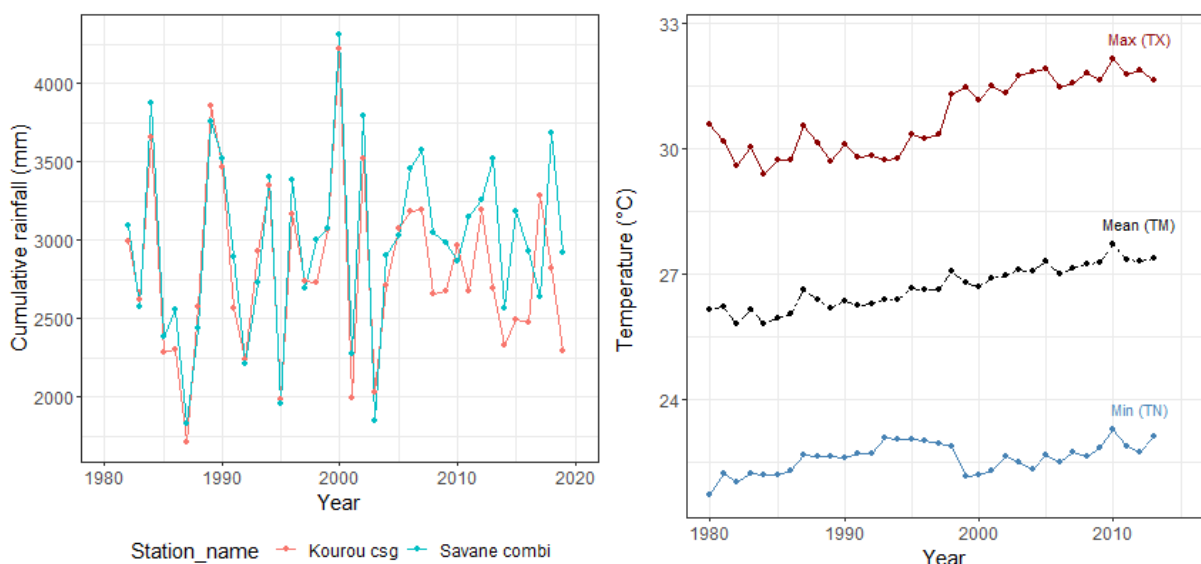 Cumulative rainfall (mm)
4000
3500
3000
2500
2000
1980 1990 2000 2010 2020
Year
Station_name Kourou csg Savane combi
Temperature (°C)
33
30
27
24
Max (TX)
Mean (TM)
Min (TN)
1980 1990 2000 2010
Year